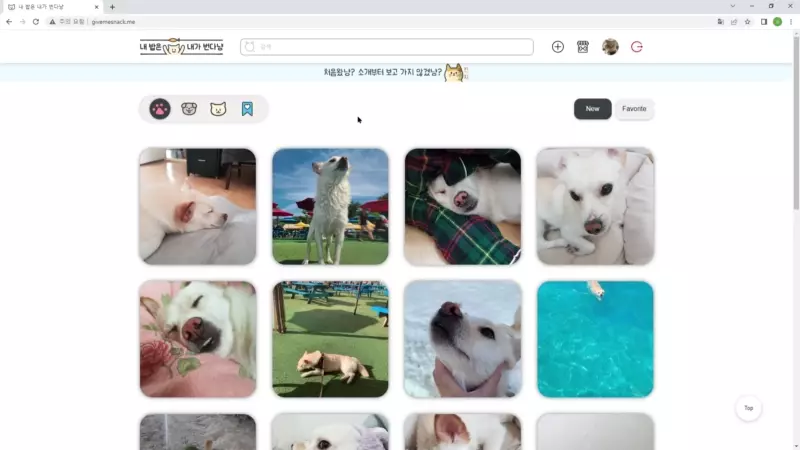 내 밥은 내가 번다냥
주의 요함
givemesnack.me
내 밥은 내가 번다냥
검색
처음왔냥? 소개부터 보고 가지 않겠냥?
New
Favorite
Top